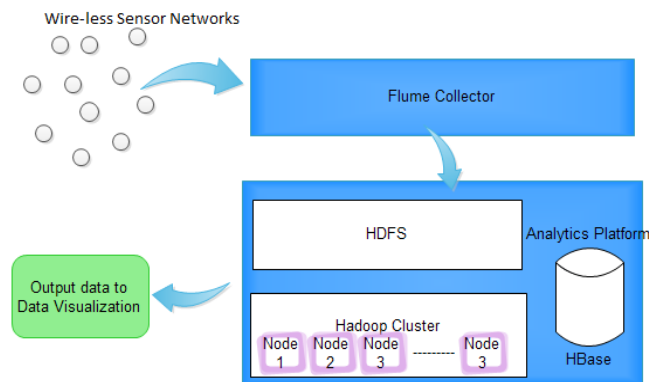 Wire-less Sensor Networks
Flume Collector
HDFS
Analytics Platform
HBase
Hadoop Cluster
Node
1
Node
2
Node
3
---------
Node
3
Output data to
Data Visualization